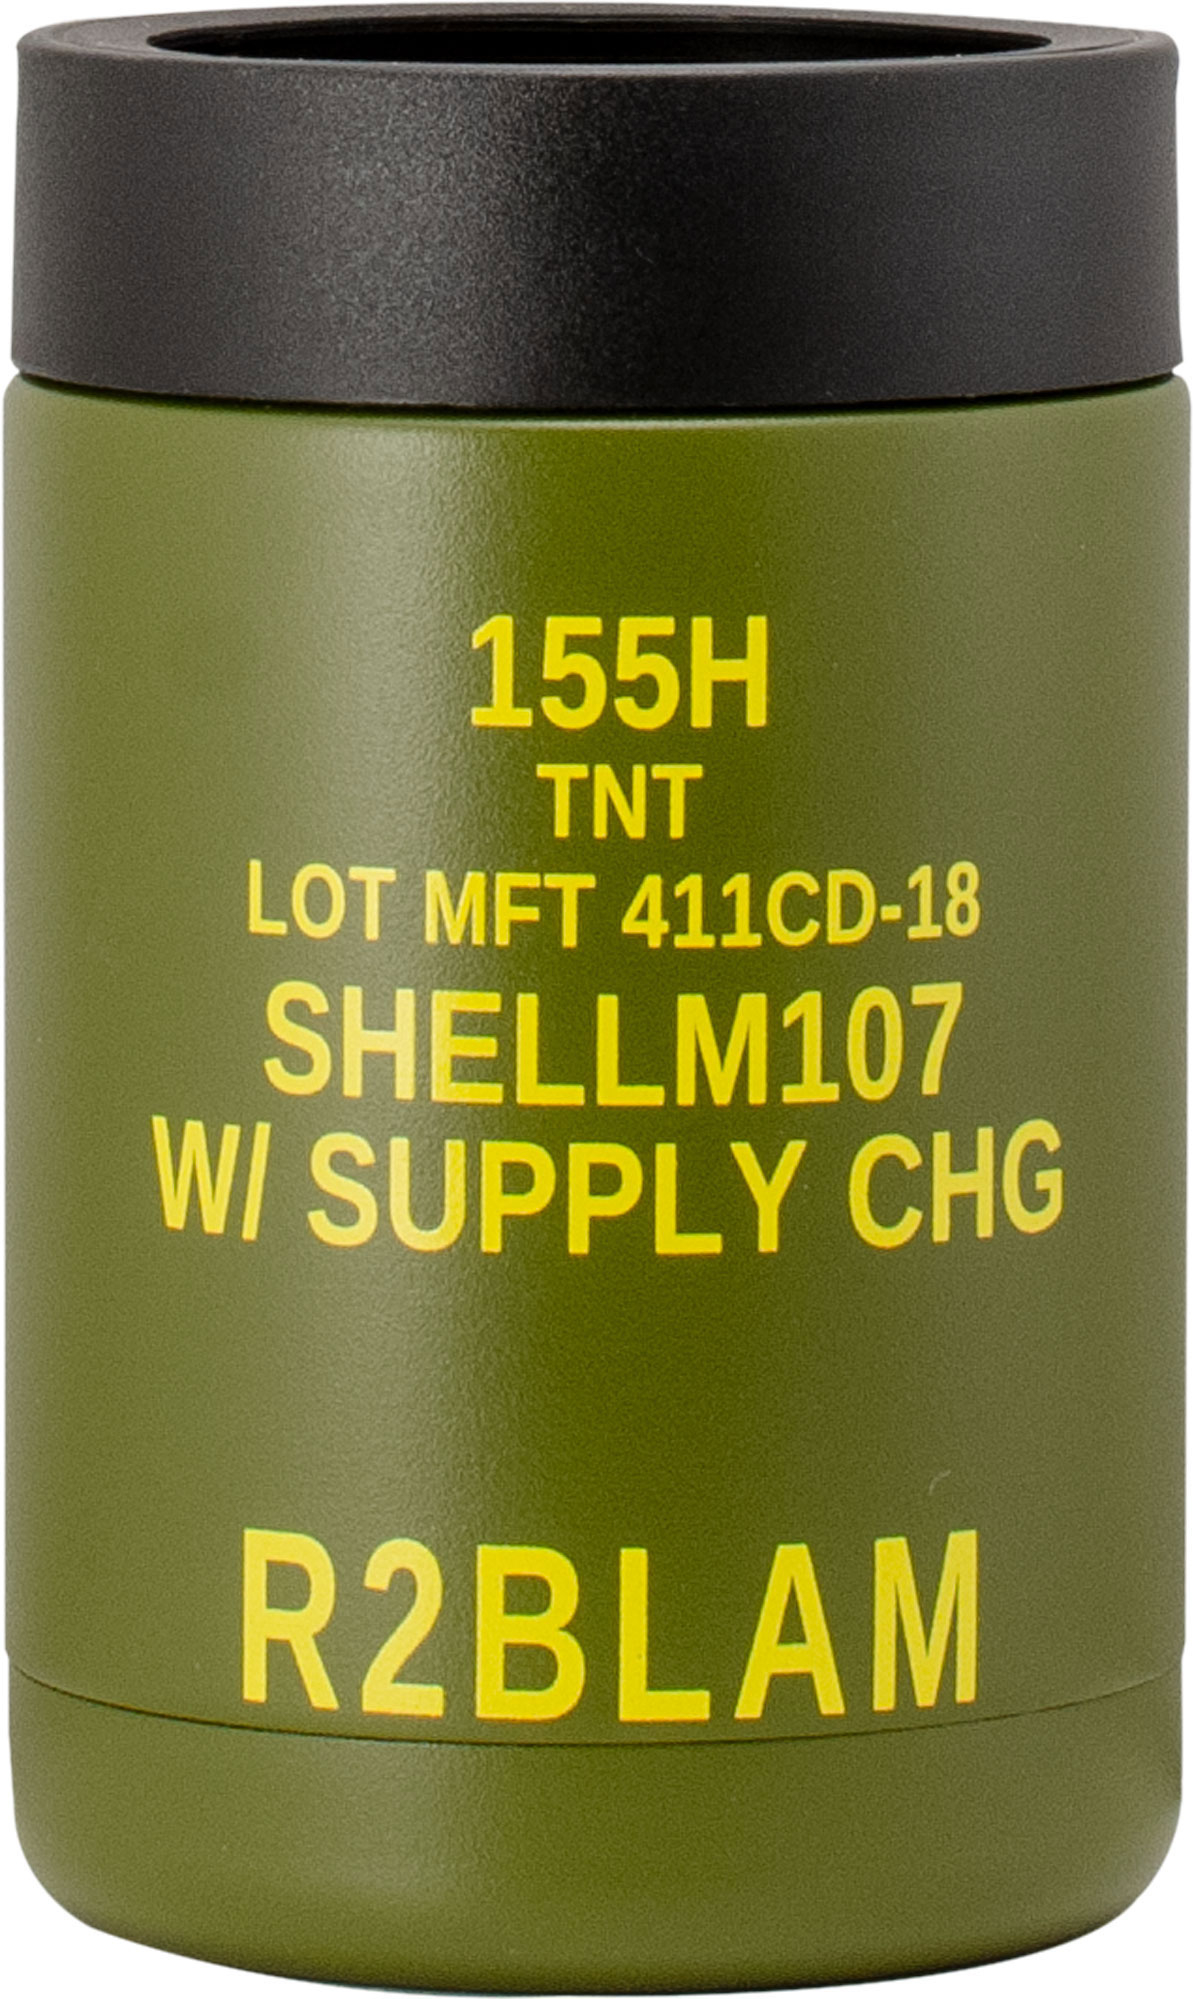 155H
TNT
LOT MFT 411CD-18
SHELLM107
W/ SUPPLY CHG
R2BLAM